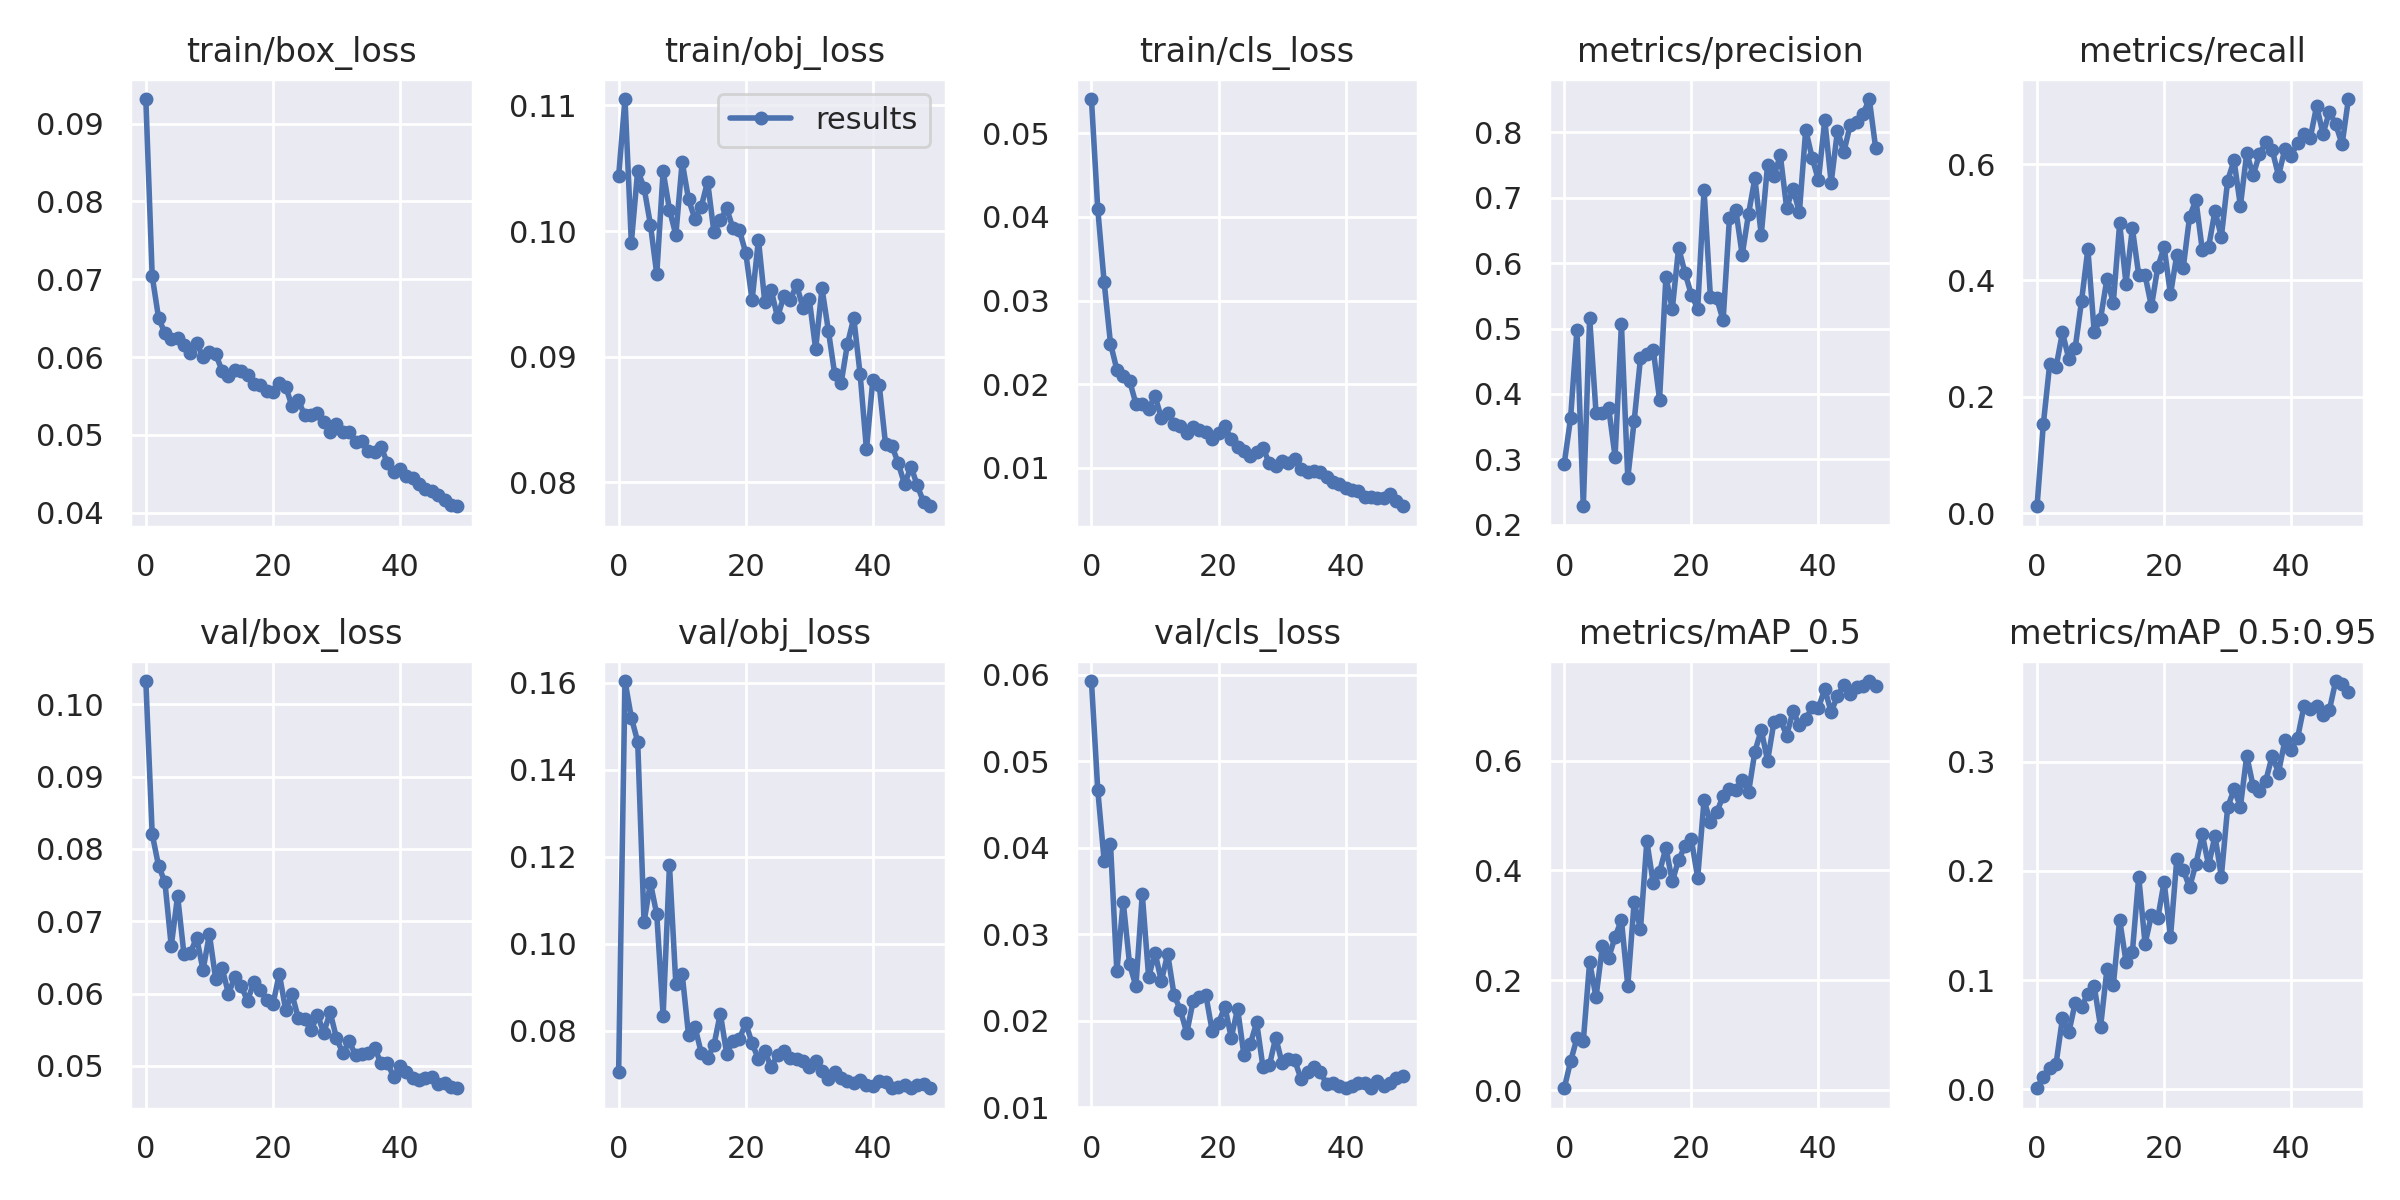 train/box_loss
0.09
0.08
0.07
0.06
0.05
0.04
0 20 40
train/obj_loss
results
0.11
0.10
0.09
0.08
0 20 40
train/cls_loss
0.05
0.04
0.03
0.02
0.01
0 20 40
metrics/precision
0.8
0.7
0.6
0.5
0.4
0.3
0.2
0 20 40
metrics/recall
0.6
0.4
0.2
0.0
0 20 40
val/box_loss
0.10
0.09
0.08
0.07
0.06
0.05
0 20 40
val/obj_loss
0.16
0.14
0.12
0.10
0.08
0 20 40
val/cls_loss
0.06
0.05
0.04
0.03
0.02
0.01
0 20 40
metrics/mAP_0.5
0.6
0.4
0.2
0.0
0 20 40
metrics/mAP_0.5:0.95
0.3
0.2
0.1
0.0
0 20 40